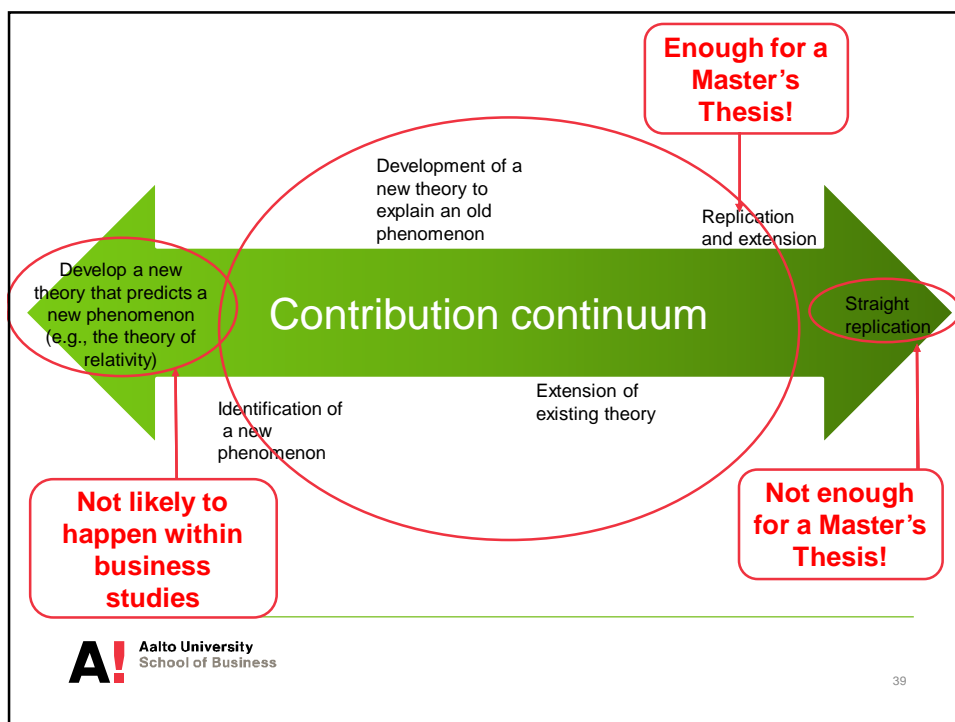 Enough for a
Master’s
Thesis!
Development of a
new theory to
explain an old
phenomenon
Replication
and extension
Develop a new
theory that predicts a
new phenomenon
(e.g., the theory of
relativity)
Contribution continuum
Straight
replication
Identification of
a new
phenomenon
Extension of
existing theory
Not likely to
happen within
business
studies
Not enough
for a Master’s
Thesis!
A!
Aalto University
School of Business
39